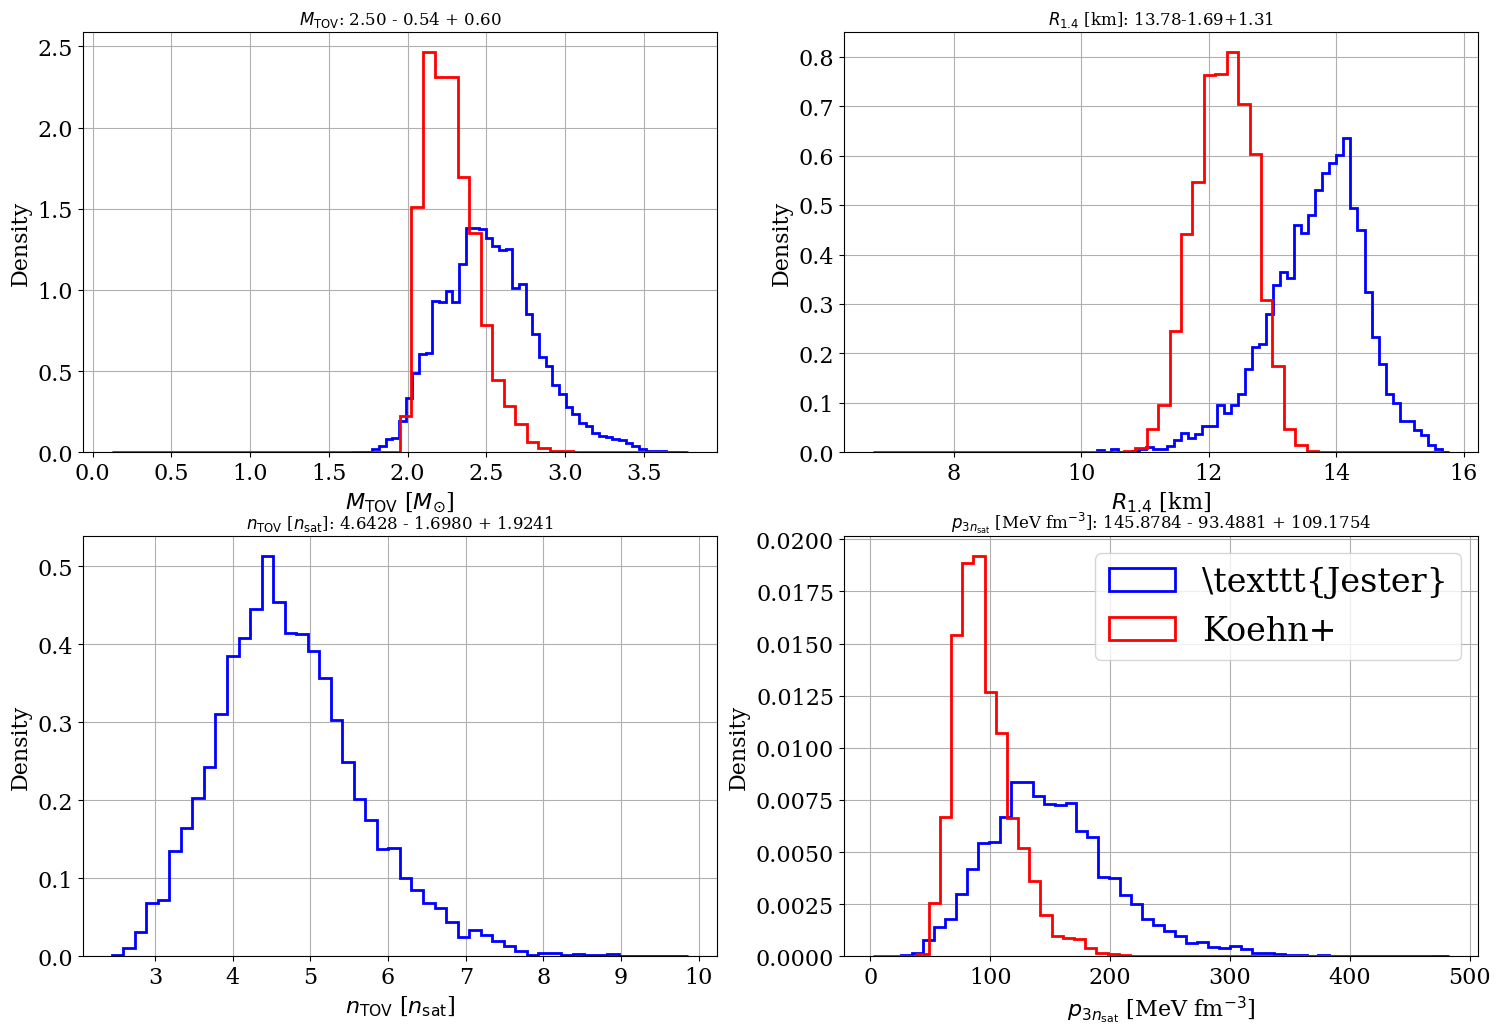 M_TOV: 2.50 - 0.54 + 0.60
2.5
2.0
1.5
1.0
0.5
0.0
Density
0.0 0.5 1.0 1.5 2.0 2.5 3.0 3.5
M_TOV [M_⊙]
R_1.4 [km]: 13.78-1.69+1.31
0.8
0.7
0.6
0.5
0.4
0.3
0.2
0.1
0.0
Density
8 10 12 14 16
R_1.4 [km]
n_TOV [n_sat]: 4.6428 - 1.6980 + 1.9241
0.5
0.4
0.3
0.2
0.1
0.0
Density
3 4 5 6 7 8 9 10
n_TOV [n_sat]
p_3n_sat [MeV fm⁻³]: 145.8784 - 93.4881 + 109.1754
0.0200
0.0175
0.0150
0.0125
0.0100
0.0075
0.0050
0.0025
0.0000
Density
\texttt{Jester}
Koehn+
0 100 200 300 400 500
p_3n_sat [MeV fm⁻³]